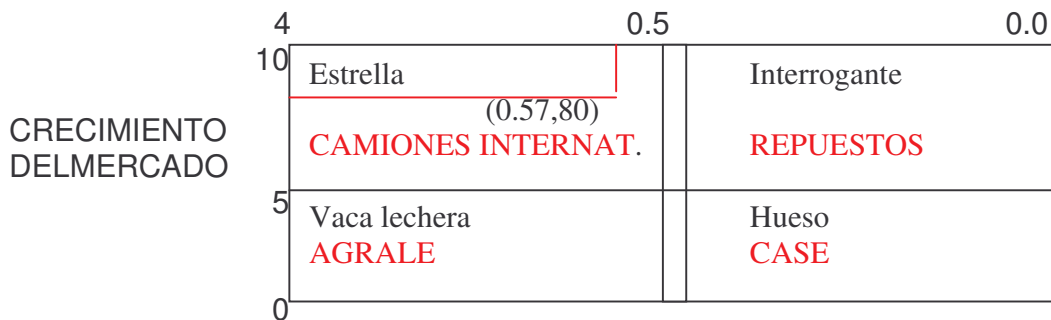 4 0.5 0.0
10
Estrella Interrogante
(0.57,80)
CRECIMIENTO
DELMERCADO
CAMIONES INTERNAT. REPUESTOS
5
Vaca lechera Hueso
AGRALE CASE
0